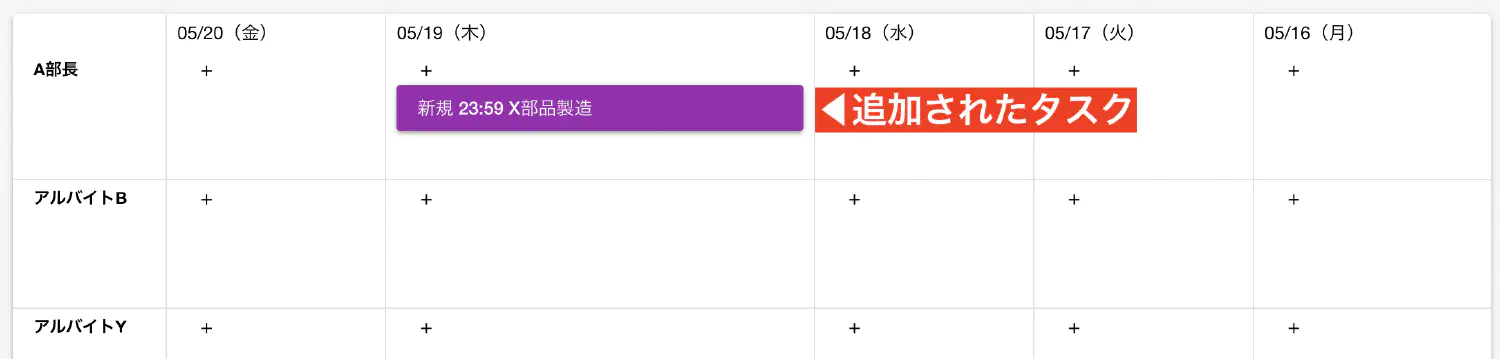 05/20（金） 05/19（木） 05/18（水） 05/17（火） 05/16（月）
A部長 + + + + +
新規 23:59 X部品製造 ◀追加されたタスク
アルバイトB + + + + +
アルバイトY + + + + +